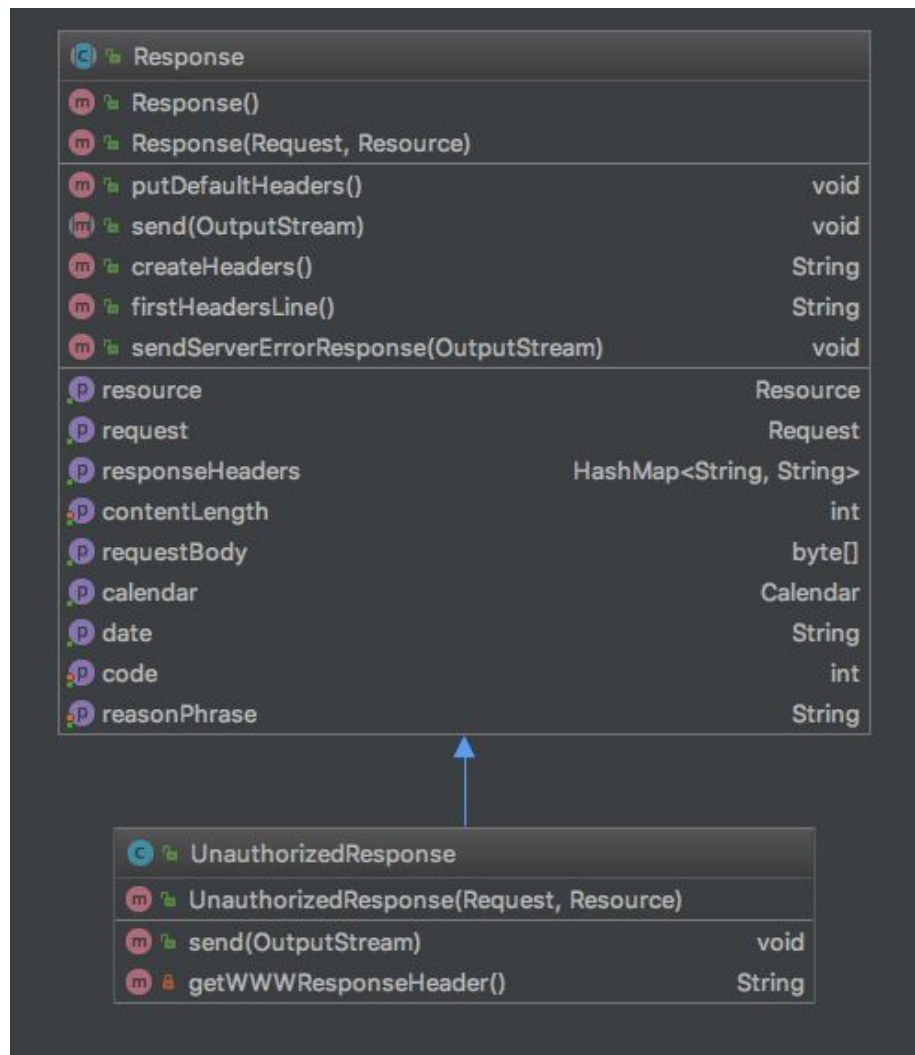 Response
Response()
Response(Request, Resource)
putDefaultHeaders() void
send(OutputStream) void
createHeaders() String
firstHeadersLine() String
sendServerErrorResponse(OutputStream) void
resource Resource
request Request
responseHeaders HashMap<String, String>
contentLength int
requestBody byte[]
calendar Calendar
date String
code int
reasonPhrase String
UnauthorizedResponse
UnauthorizedResponse(Request, Resource)
send(OutputStream) void
getWWWResponseHeader() String